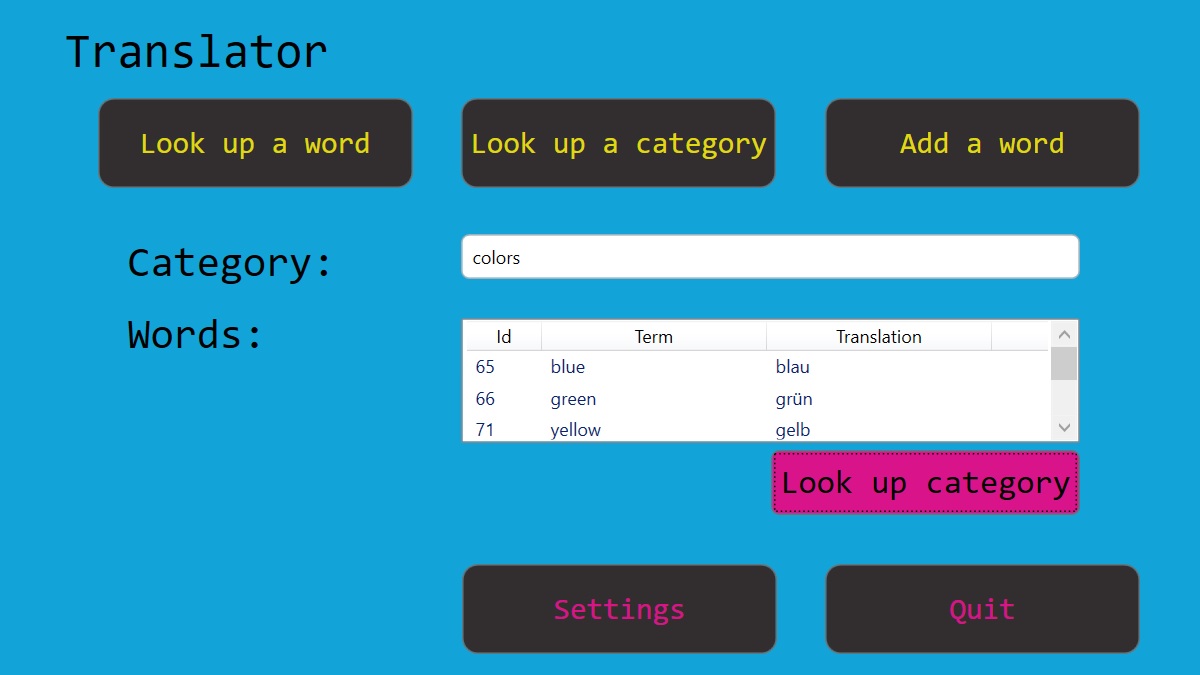 Translator
Look up a word Look up a category Add a word
Category: colors
Words:
Id Term Translation
65 blue blau
66 green grün
71 yellow gelb
Look up category
Settings Quit